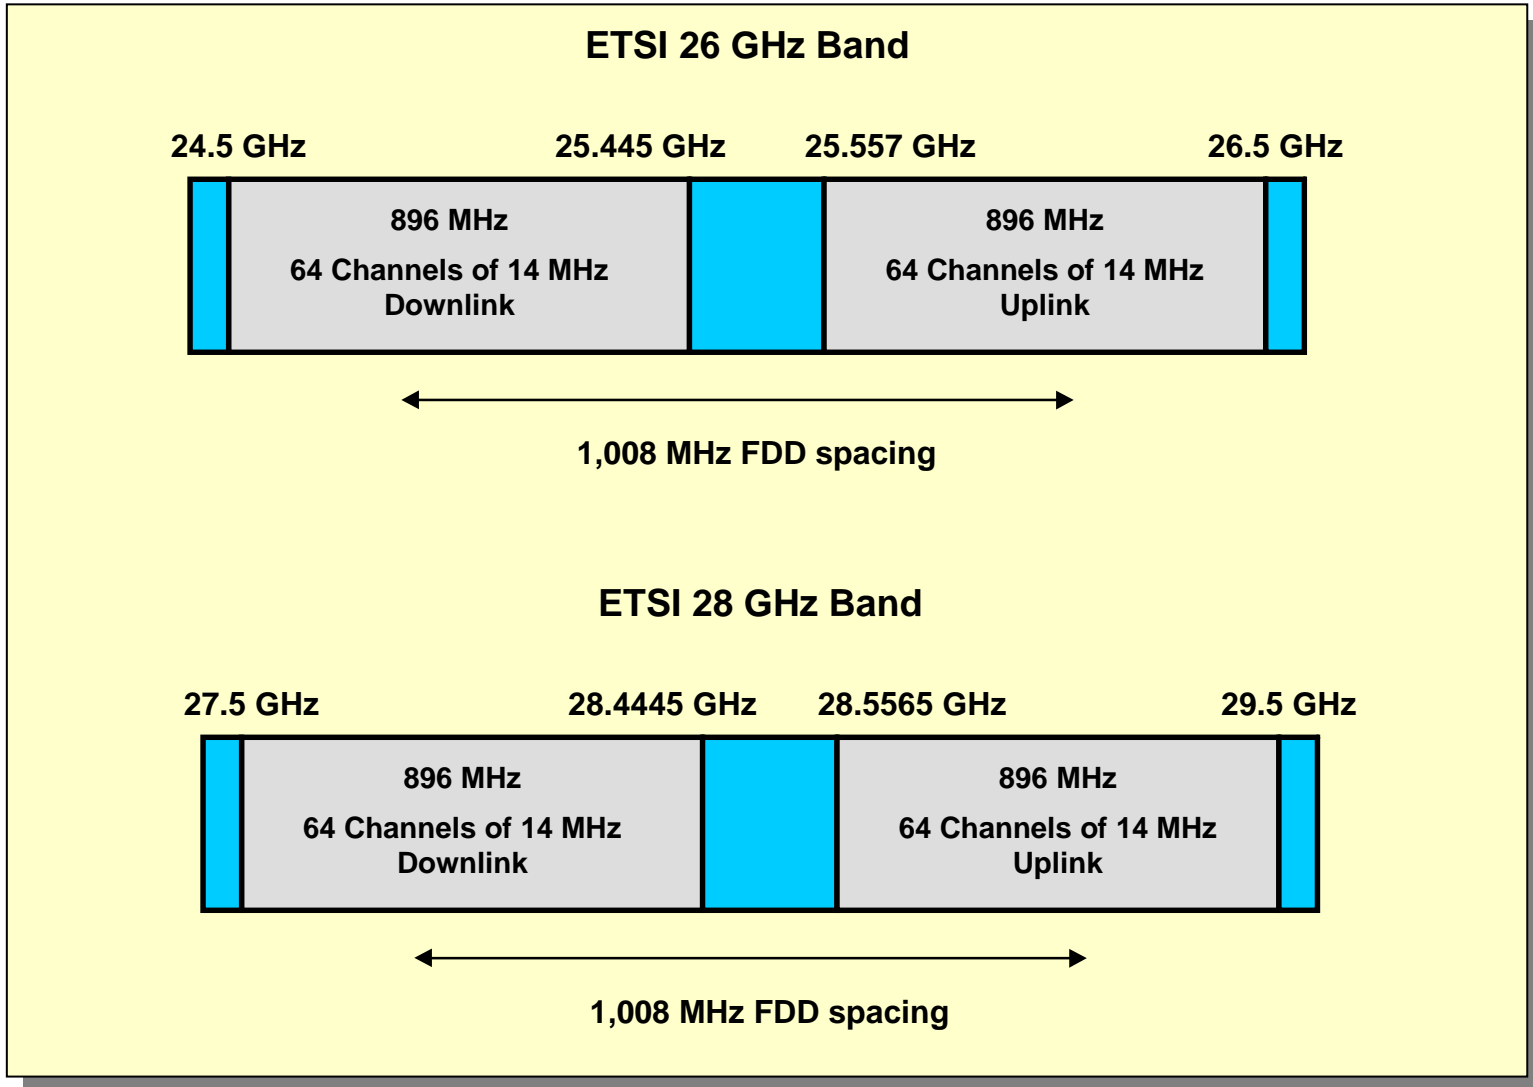 ETSI 26 GHz Band
24.5 GHz 25.445 GHz 25.557 GHz 26.5 GHz
896 MHz
64 Channels of 14 MHz
Downlink
896 MHz
64 Channels of 14 MHz
Uplink
1,008 MHz FDD spacing
ETSI 28 GHz Band
27.5 GHz 28.4445 GHz 28.5565 GHz 29.5 GHz
896 MHz
64 Channels of 14 MHz
Downlink
896 MHz
64 Channels of 14 MHz
Uplink
1,008 MHz FDD spacing